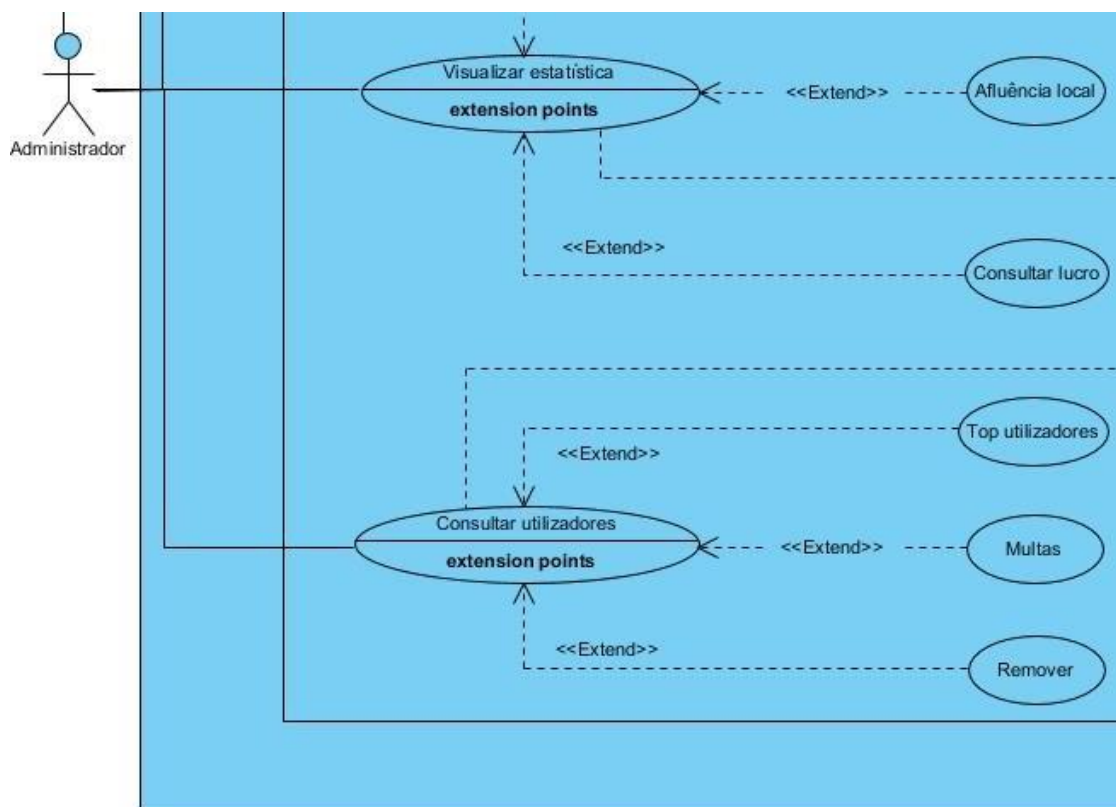 Visualizar estatística
extension points
<<Extend>>
Afluência local
Administrador
<<Extend>>
Consultar lucro
Top utilizadores
<<Extend>>
Consultar utilizadores
extension points
<<Extend>>
Multas
<<Extend>>
Remover